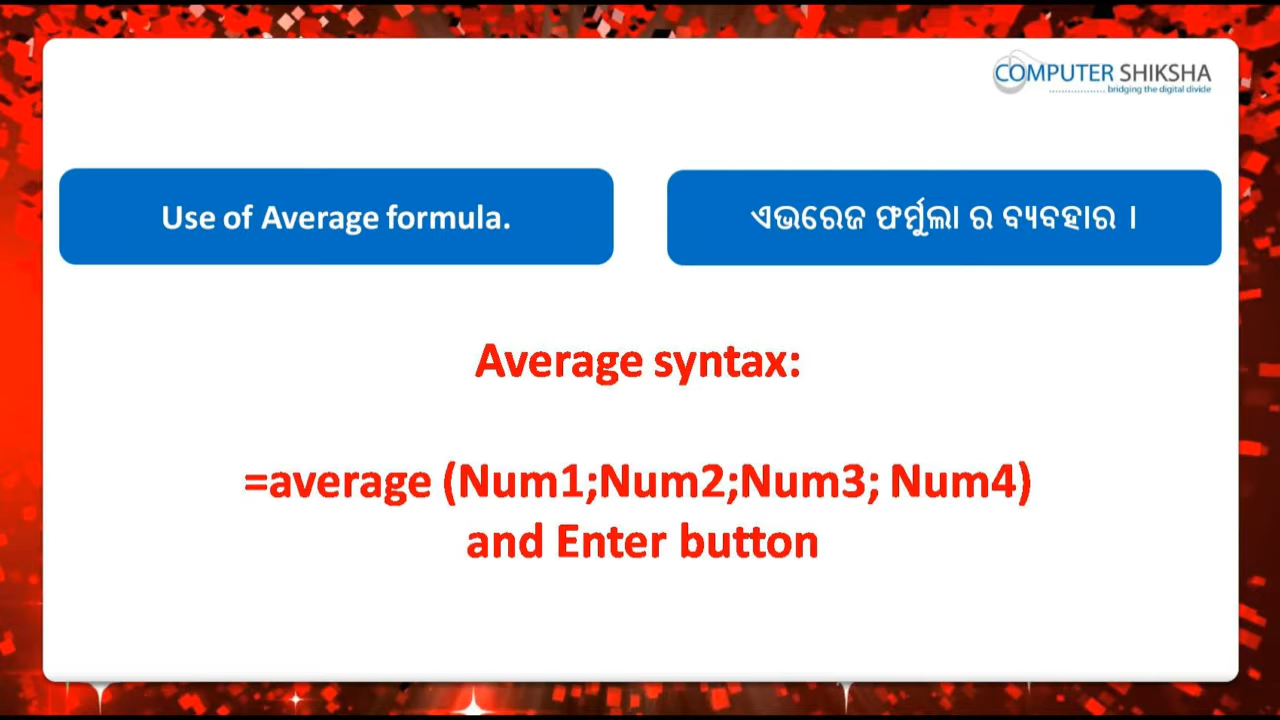 COMPUTER SHIKSHA
bridging the digital divide
Use of Average formula.
ଏଭରେଜ ଫର୍ମୁଲା ର ବ୍ୟବହାର ।
Average syntax:
=average (Num1;Num2;Num3; Num4)
and Enter button